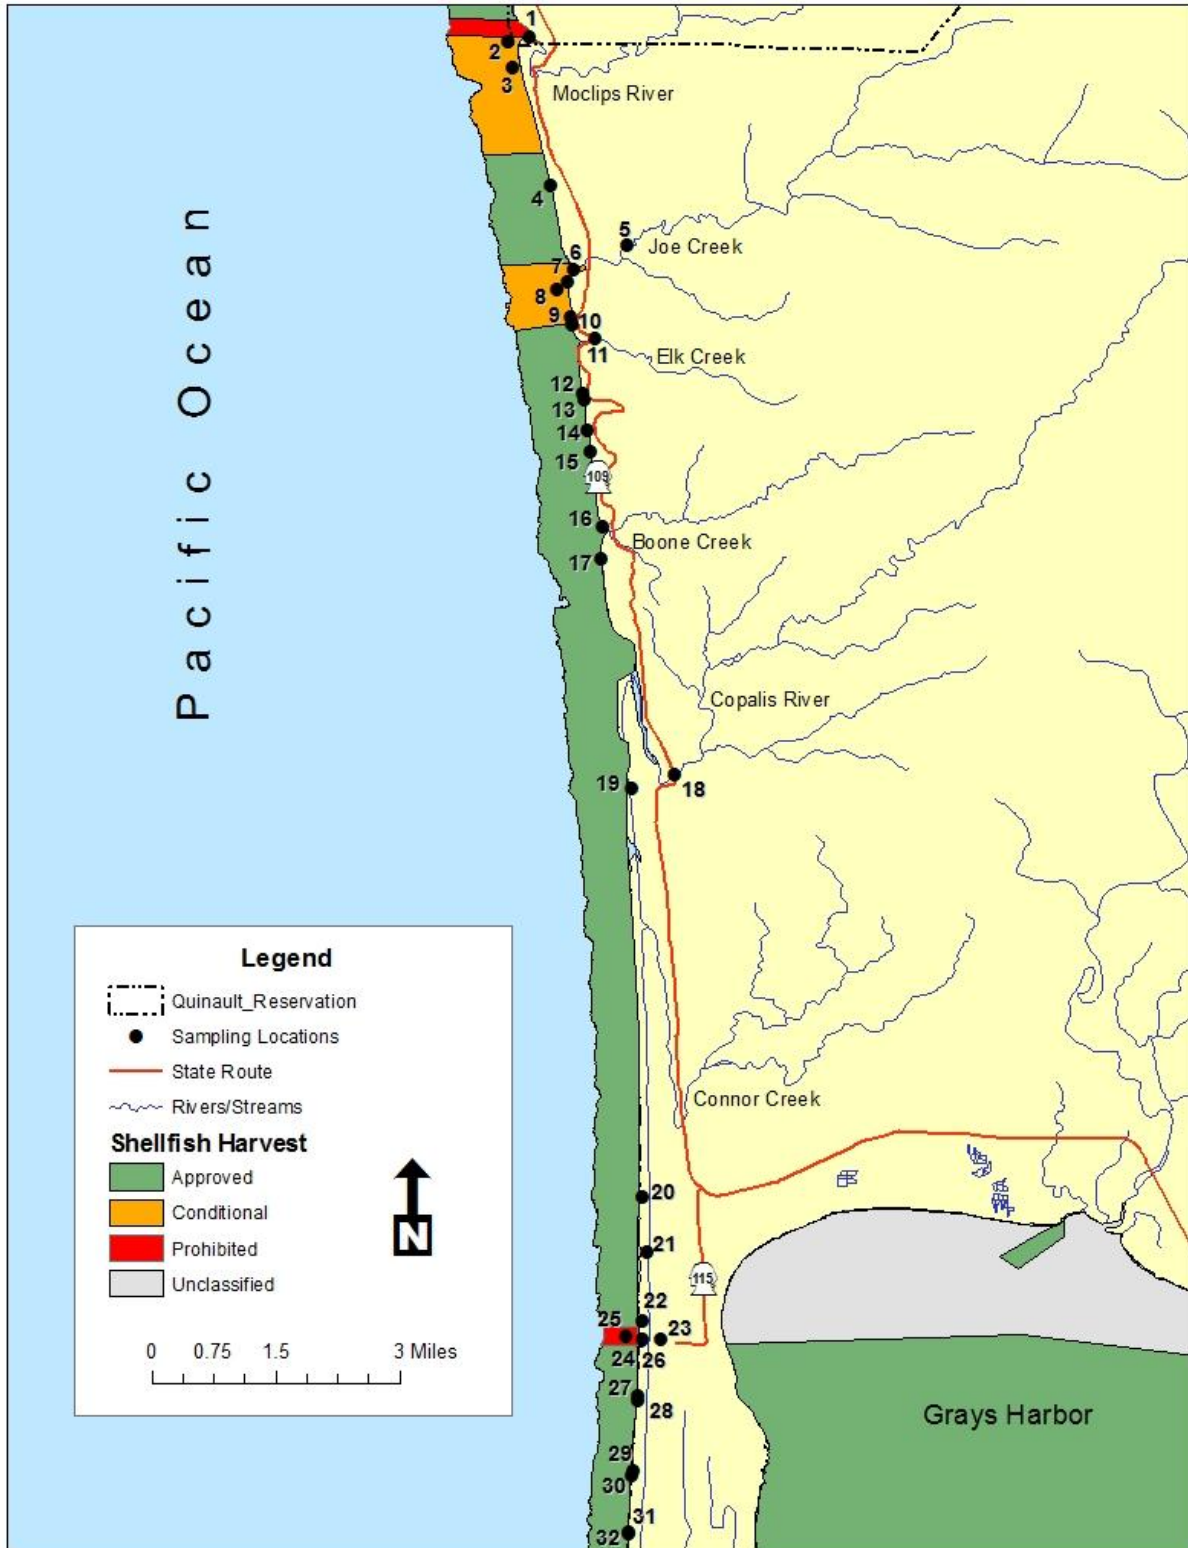 1
2
3
Moclips River
4
5
Joe Creek
6
7
8
9
10
11
Elk Creek
12
13
14
15
109
16
Boone Creek
17
Copalis River
18
19
Pacific Ocean
Legend
Quinault_Reservation
Sampling Locations
State Route
Rivers/Streams
Shellfish Harvest
Approved
Conditional
Prohibited
Unclassified
N
0 0.75 1.5 3 Miles
Connor Creek
20
21
115
22
25
23
24
26
27
28
Grays Harbor
29
30
31
32